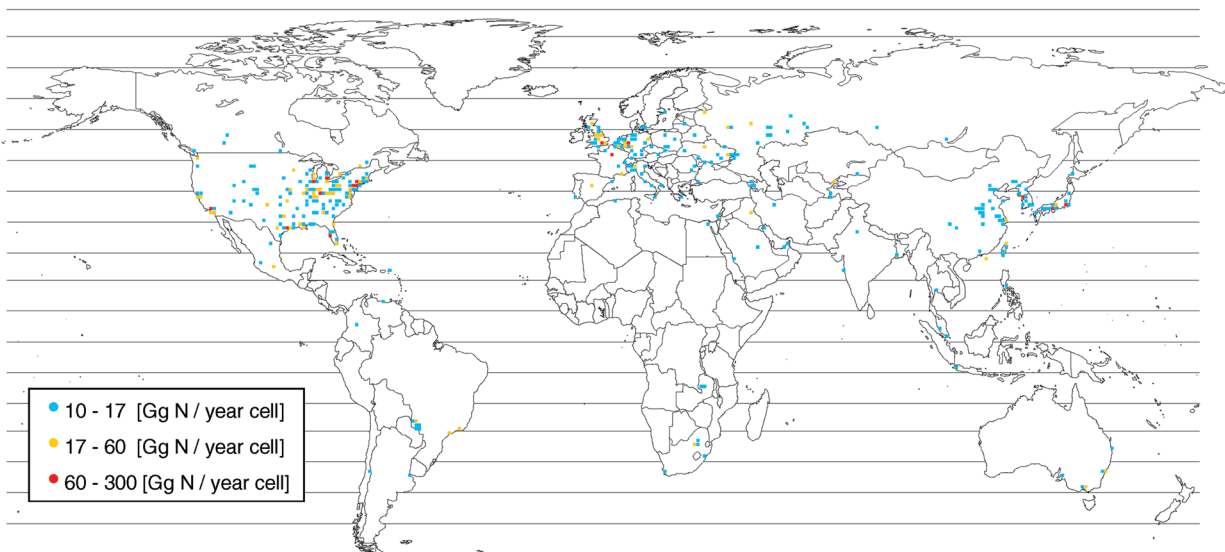 10 - 17 [Gg N / year cell]
17 - 60 [Gg N / year cell]
60 - 300 [Gg N / year cell]